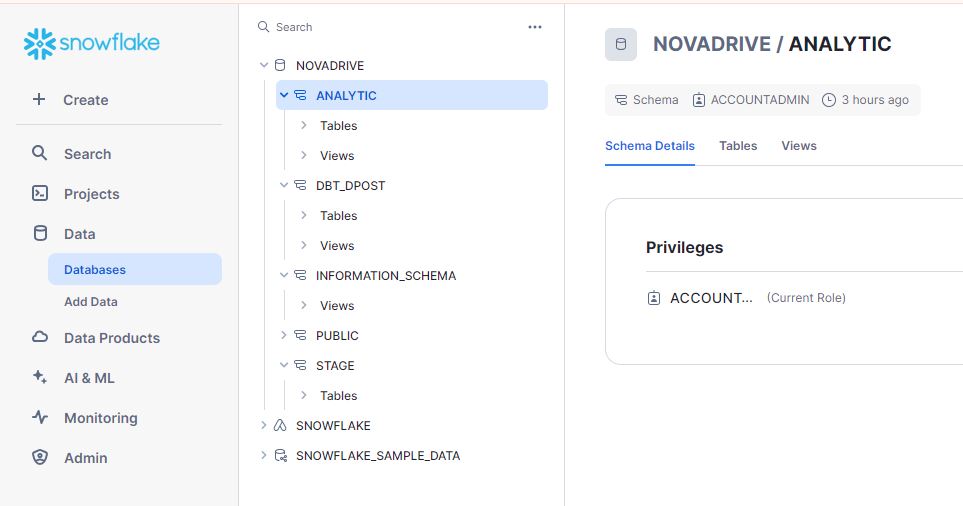 snowflake
Create
Search
Projects
Data
Databases
Add Data
Data Products
AI & ML
Monitoring
Admin
Search
NOVADRIVE
ANALYTIC
Tables
Views
DBT_DPOST
Tables
Views
INFORMATION_SCHEMA
Views
PUBLIC
STAGE
Tables
SNOWFLAKE
SNOWFLAKE_SAMPLE_DATA
NOVADRIVE / ANALYTIC
Schema ACCOUNTADMIN 3 hours ago
Schema Details Tables Views
Privileges
ACCOUNT... (Current Role)